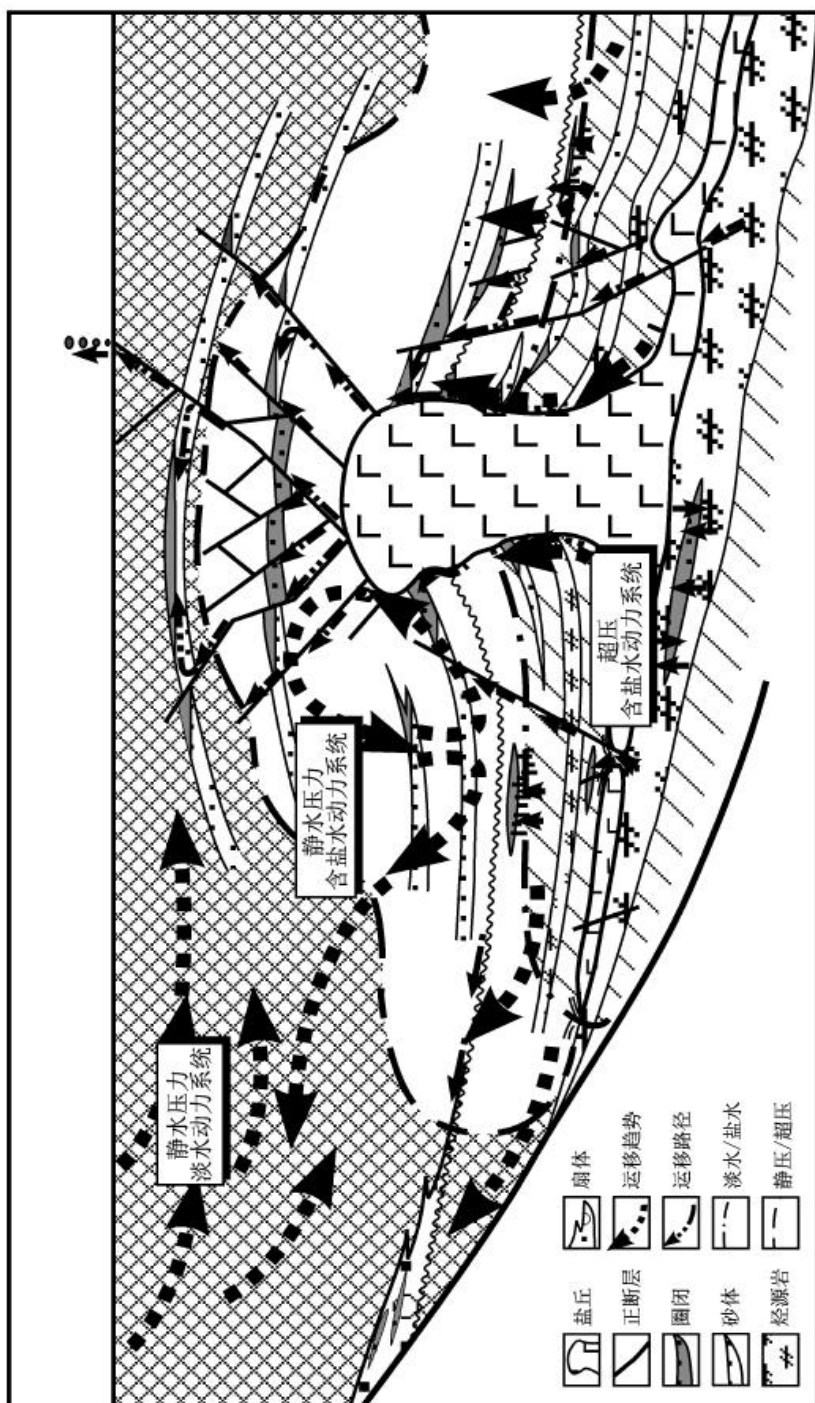 静水压力
淡水动力系统
静水压力
含盐水动力系统
超压
含盐水动力系统
盐丘
扇体
正断层
运移趋势
圈闭
运移路径
砂体
淡水/盐水
烃源岩
静压/超压